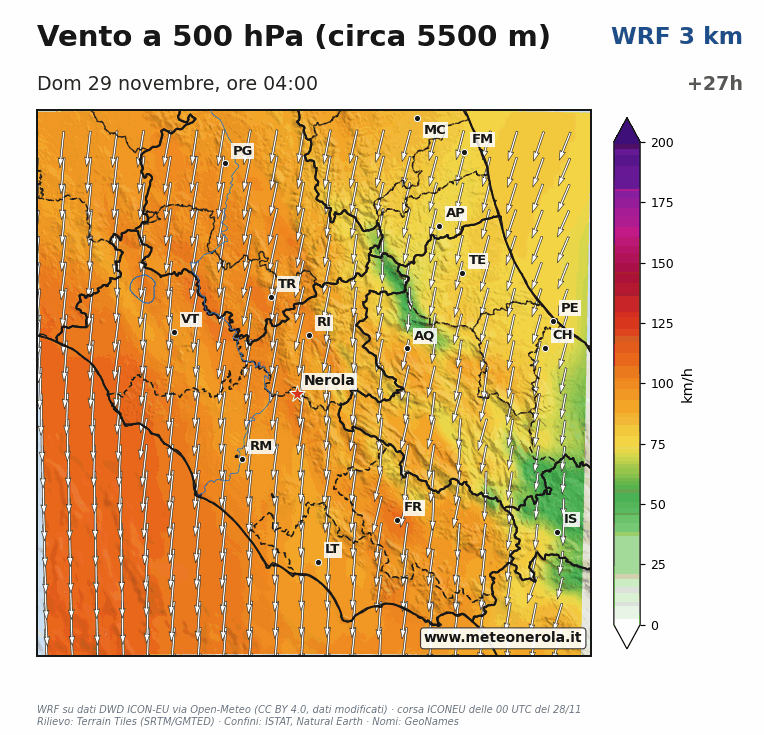 Vento a 500 hPa (circa 5500 m)
WRF 3 km
Dom 29 novembre, ore 04:00
+27h
MC
FM
PG
AP
TE
TR
PE
VT
RI
AQ
CH
Nerola
RM
FR
IS
LT
www.meteonerola.it
200
175
150
125
100
75
50
25
0
km/h
WRF su dati DWD ICON-EU via Open-Meteo (CC BY 4.0, dati modificati) · corsa ICONEU delle 00 UTC del 28/11
Rilievo: Terrain Tiles (SRTM/GMTED) · Confini: ISTAT, Natural Earth · Nomi: GeoNames